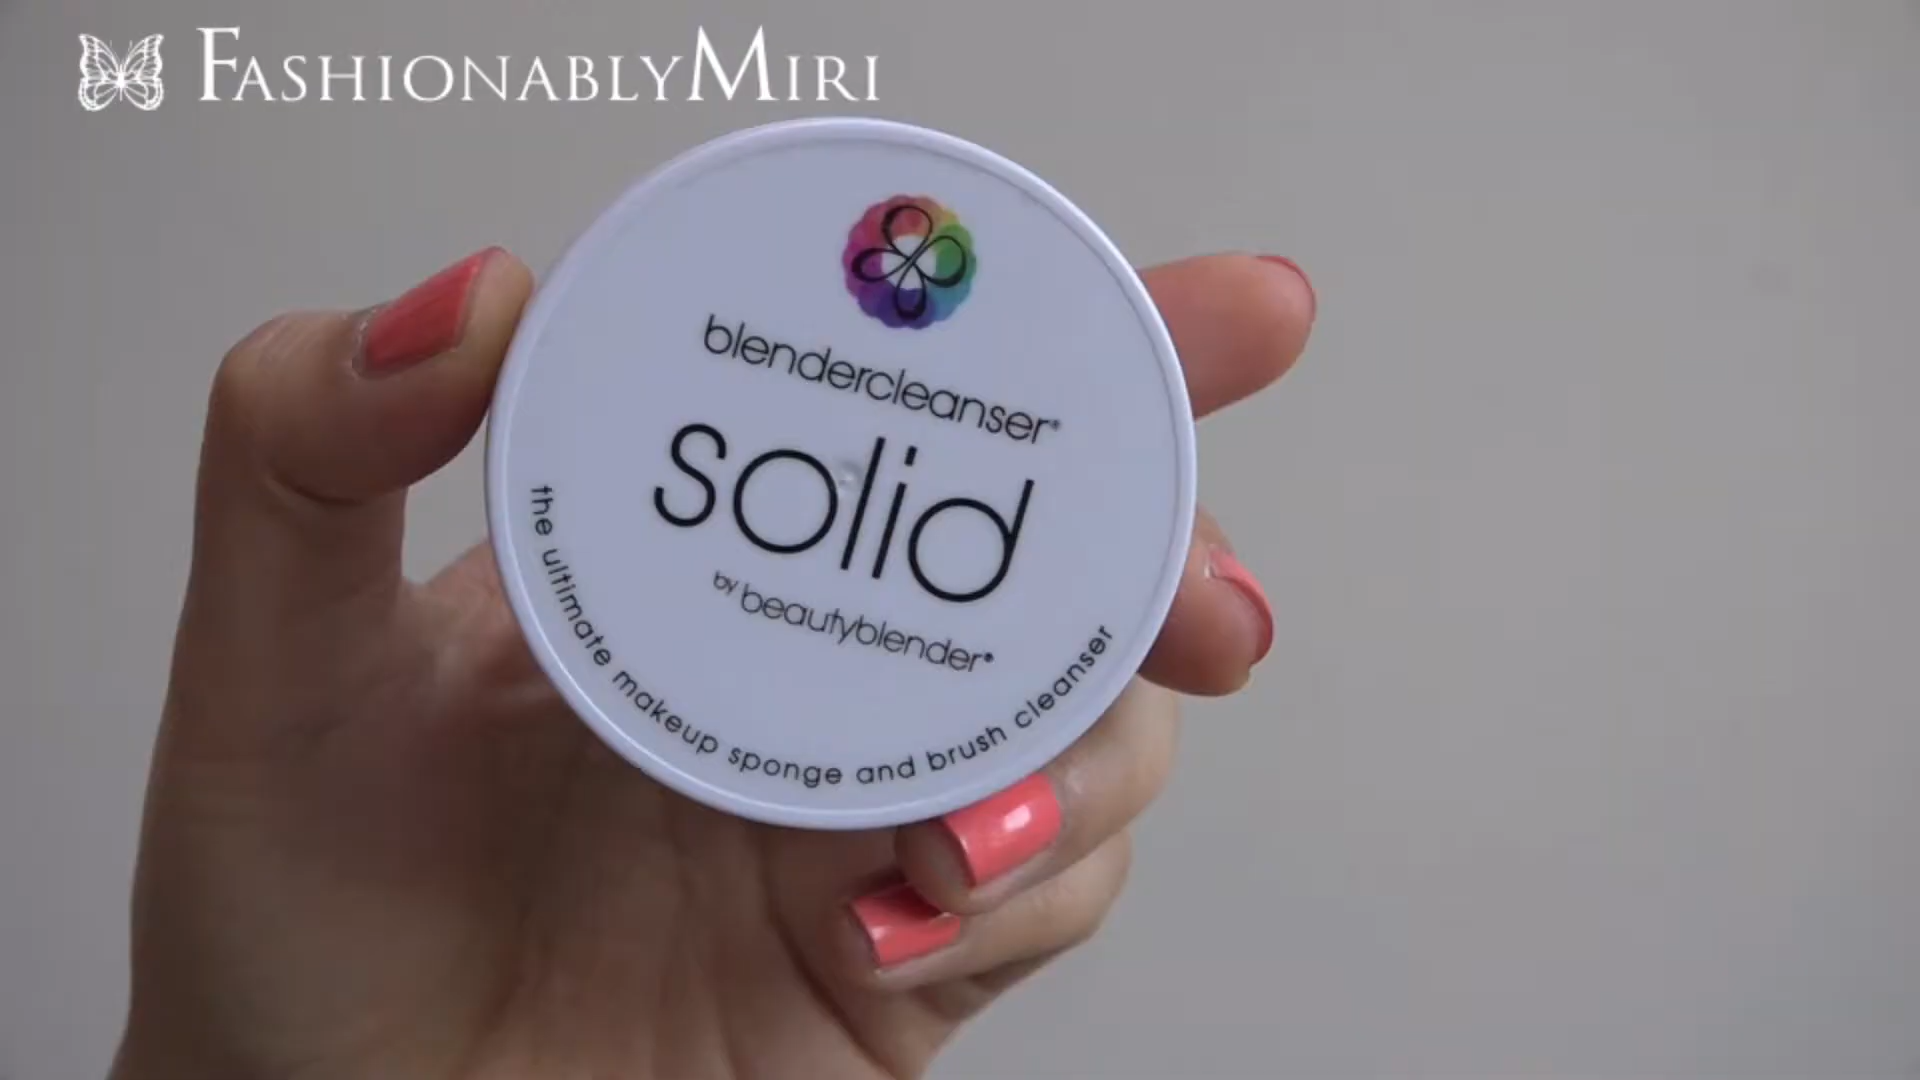 FASHIONABLYMIRI
blendercleanser®
solid
by beautyblender®
the ultimate makeup sponge and brush cleanser